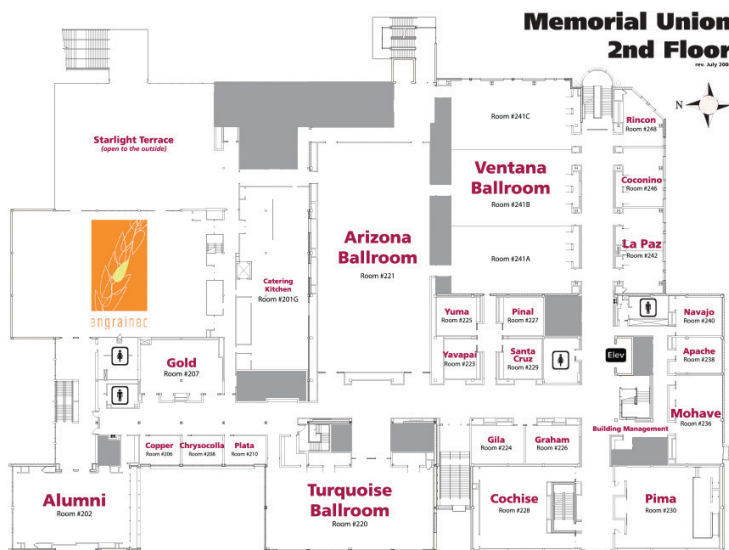 Memorial Union
2nd Floor
rev. July 200
N
Starlight Terrace
(open to the outside)
engrained
Catering
Kitchen
Room #201G
Arizona
Ballroom
Room #221
Room #241C
Ventana
Ballroom
Room #241B
Room #241A
Rincon
Room #248
Coconino
Room #246
La Paz
Room #242
Yuma
Room #225
Pinal
Room #227
Navajo
Room #240
Yavapai
Room #223
Santa
Cruz
Room #229
Elev
Apache
Room #238
Gold
Room #207
Mohave
Room #236
Building Management
Copper
Room #206
Chrysocolla
Room #208
Plata
Room #210
Gila
Room #224
Graham
Room #226
Alumni
Room #202
Turquoise
Ballroom
Room #220
Cochise
Room #228
Pima
Room #230